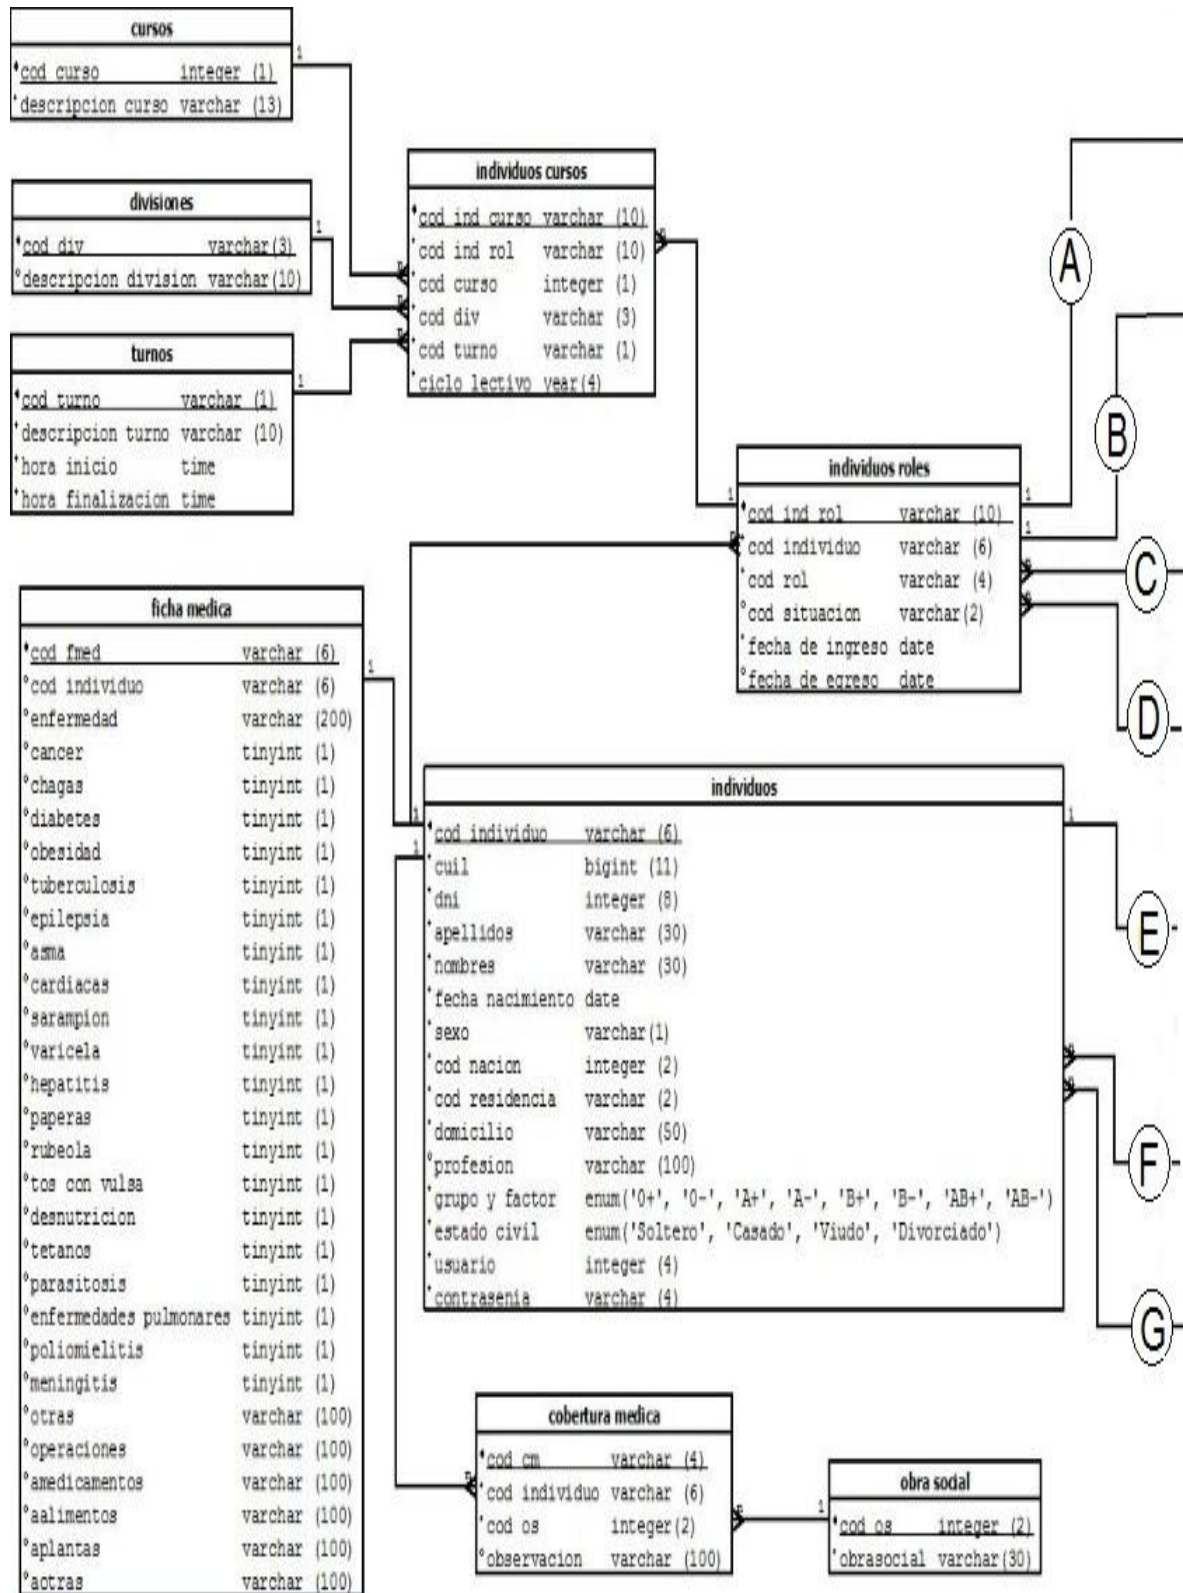 cursos
cod curso integer (1)
descripcion curso varchar (13)
1
divisiones
cod div varchar(3)
descripcion division varchar(10)
1
turnos
cod turno varchar (1)
descripcion turno varchar (10)
hora inicio time
hora finalizacion time
1
individuos cursos
cod ind curso varchar (10)
cod ind rol varchar (10)
cod curso integer (1)
cod div varchar (3)
cod turno varchar (1)
ciclo lectivo year(4)
A
B
individuos roles
cod ind rol varchar (10)
cod individuo varchar (6)
cod rol varchar (4)
cod situacion varchar(2)
fecha de ingreso date
fecha de egreso date
1
1
1
C
D
ficha medica
cod fmed varchar (6)
cod individuo varchar (6)
enfermedad varchar (200)
cancer tinyint (1)
chagas tinyint (1)
diabetes tinyint (1)
obesidad tinyint (1)
tuberculosis tinyint (1)
epilepsia tinyint (1)
asma tinyint (1)
cardiacas tinyint (1)
sarampion tinyint (1)
varicela tinyint (1)
hepatitis tinyint (1)
paperas tinyint (1)
rubeola tinyint (1)
tos con vulsa tinyint (1)
desnutricion tinyint (1)
tetanos tinyint (1)
parasitosis tinyint (1)
enfermedades pulmonares tinyint (1)
poliomielitis tinyint (1)
meningitis tinyint (1)
otras varchar (100)
operaciones varchar (100)
amedicamentos varchar (100)
aalimentos varchar (100)
aplantas varchar (100)
aotras varchar (100)
1
individuos
cod individuo varchar (6)
cuil bigint (11)
dni integer (8)
apellidos varchar (30)
nombres varchar (30)
fecha nacimiento date
sexo varchar(1)
cod nacion integer (2)
cod residencia varchar (2)
domicilio varchar (50)
profesion varchar (100)
grupo y factor enum('0+', '0-', 'A+', 'A-', 'B+', 'B-', 'AB+', 'AB-')
estado civil enum('Soltero', 'Casado', 'Viudo', 'Divorciado')
usuario integer (4)
contrasenia varchar (4)
1
1
1
E
F
G
cobertura medica
cod cm varchar (4)
cod individuo varchar (6)
cod os integer(2)
observacion varchar (100)
1
obra social
cod os integer (2)
obrasocial varchar(30)